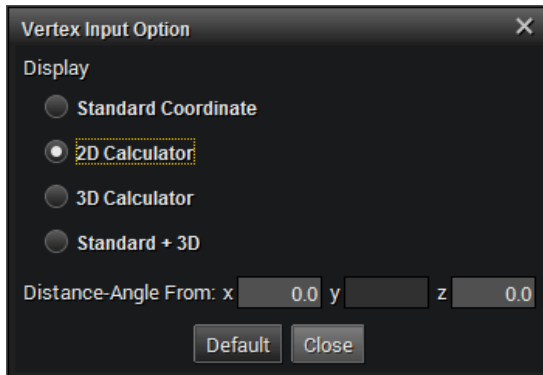 Vertex Input Option
Display
Standard Coordinate
2D Calculator
3D Calculator
Standard + 3D
Distance-Angle From: x 0.0 y z 0.0
Default Close